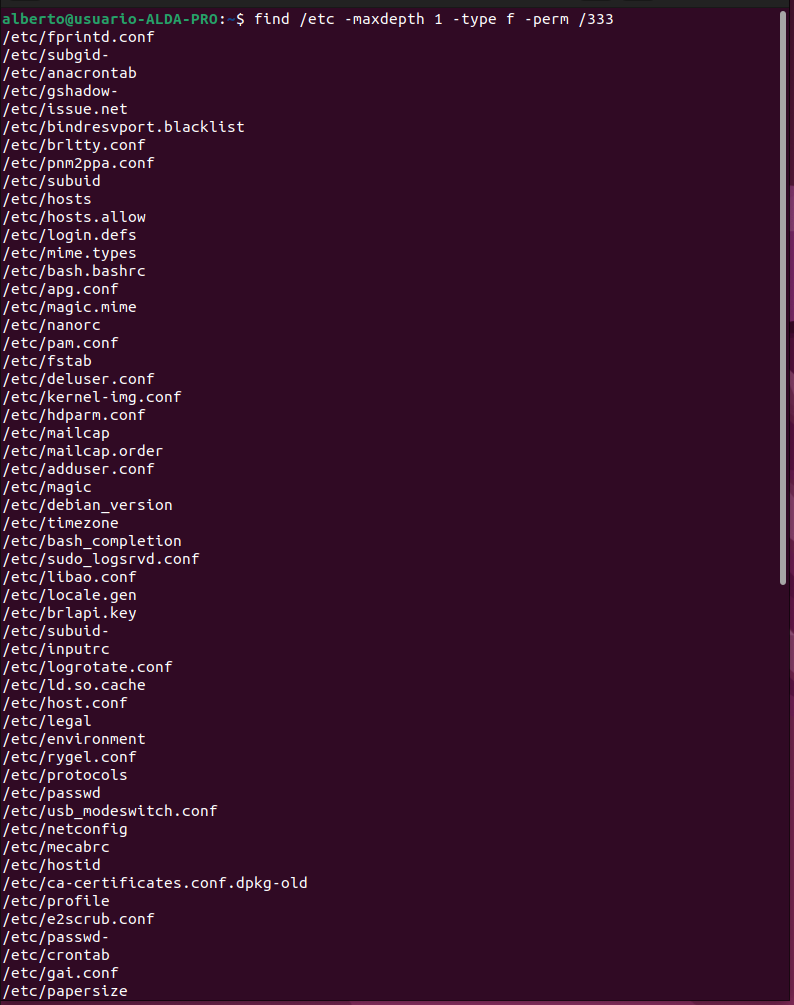 alberto@usuario-ALDA-PRO:~$ find /etc -maxdepth 1 -type f -perm /333
/etc/fprintd.conf
/etc/subgid-
/etc/anacrontab
/etc/gshadow-
/etc/issue.net
/etc/bindresvport.blacklist
/etc/brltty.conf
/etc/pnm2ppa.conf
/etc/subuid
/etc/hosts
/etc/hosts.allow
/etc/login.defs
/etc/mime.types
/etc/bash.bashrc
/etc/apg.conf
/etc/magic.mime
/etc/nanorc
/etc/pam.conf
/etc/fstab
/etc/deluser.conf
/etc/kernel-img.conf
/etc/hdparm.conf
/etc/mailcap
/etc/mailcap.order
/etc/adduser.conf
/etc/magic
/etc/debian_version
/etc/timezone
/etc/bash_completion
/etc/sudo_logsrvd.conf
/etc/libao.conf
/etc/locale.gen
/etc/brlapi.key
/etc/subuid-
/etc/inputrc
/etc/logrotate.conf
/etc/ld.so.cache
/etc/host.conf
/etc/legal
/etc/environment
/etc/rygel.conf
/etc/protocols
/etc/passwd
/etc/usb_modeswitch.conf
/etc/netconfig
/etc/mecabrc
/etc/hostid
/etc/ca-certificates.conf.dpkg-old
/etc/profile
/etc/e2scrub.conf
/etc/passwd-
/etc/crontab
/etc/gai.conf
/etc/papersize